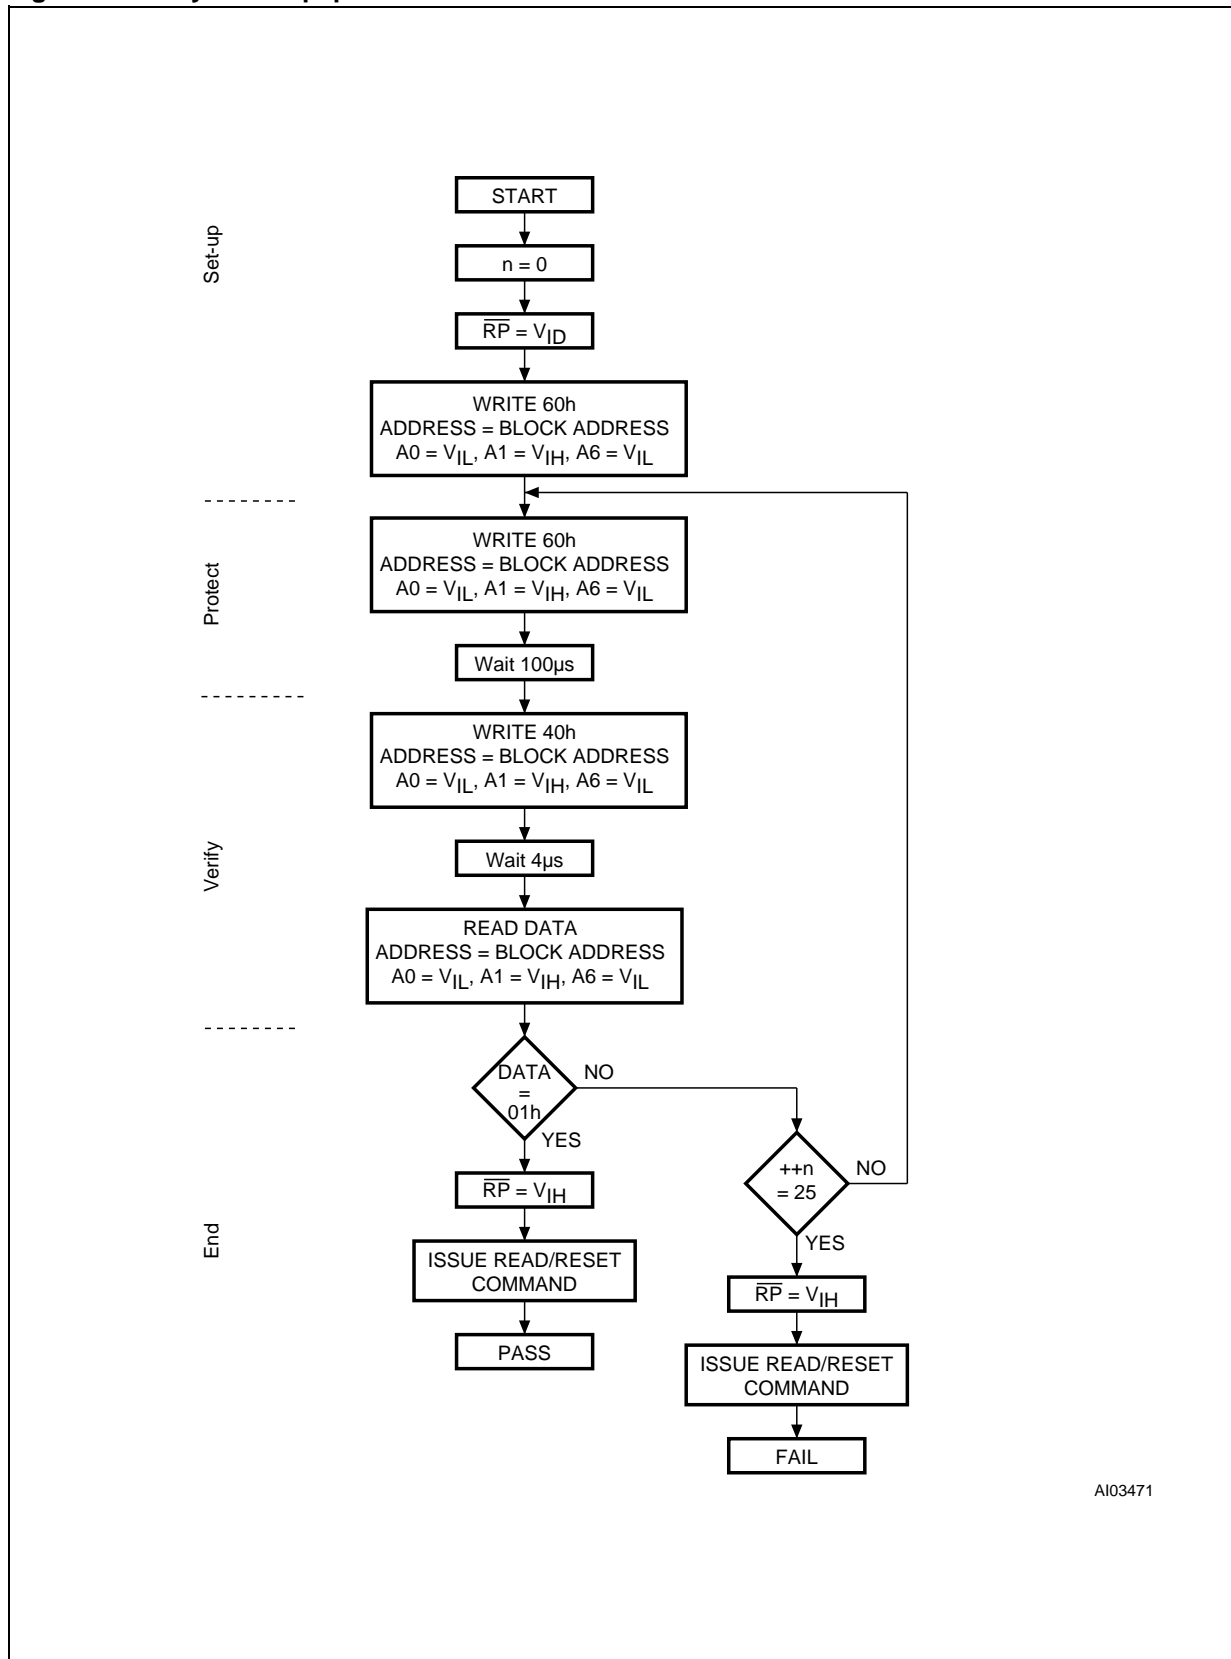 START
Set-up
n = 0
RP = VID
WRITE 60h
ADDRESS = BLOCK ADDRESS
A0 = VIL, A1 = VIH, A6 = VIL
Protect
WRITE 60h
ADDRESS = BLOCK ADDRESS
A0 = VIL, A1 = VIH, A6 = VIL
Wait 100µs
Verify
WRITE 40h
ADDRESS = BLOCK ADDRESS
A0 = VIL, A1 = VIH, A6 = VIL
Wait 4µs
READ DATA
ADDRESS = BLOCK ADDRESS
A0 = VIL, A1 = VIH, A6 = VIL
End
DATA
=
01h
NO
YES
++n
= 25
NO
YES
RP = VIH
ISSUE READ/RESET
COMMAND
PASS
RP = VIH
ISSUE READ/RESET
COMMAND
FAIL
AI03471